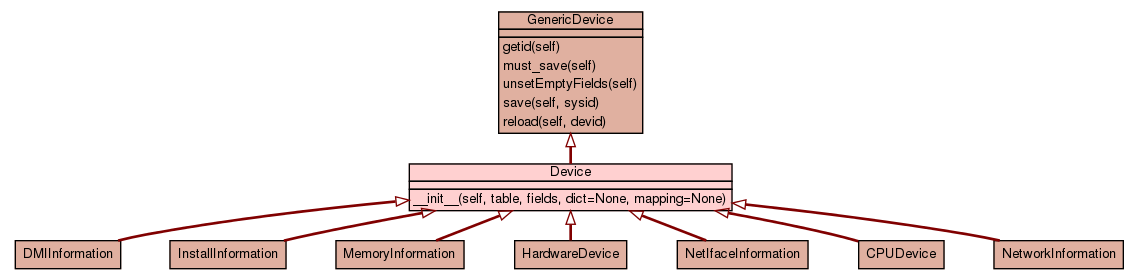 GenericDevice
getid(self)
must_save(self)
unsetEmptyFields(self)
save(self, sysid)
reload(self, devid)
Device
__init__(self, table, fields, dict=None, mapping=None)
DMIInformation
InstallInformation
MemoryInformation
HardwareDevice
NetIfaceInformation
CPUDevice
NetworkInformation